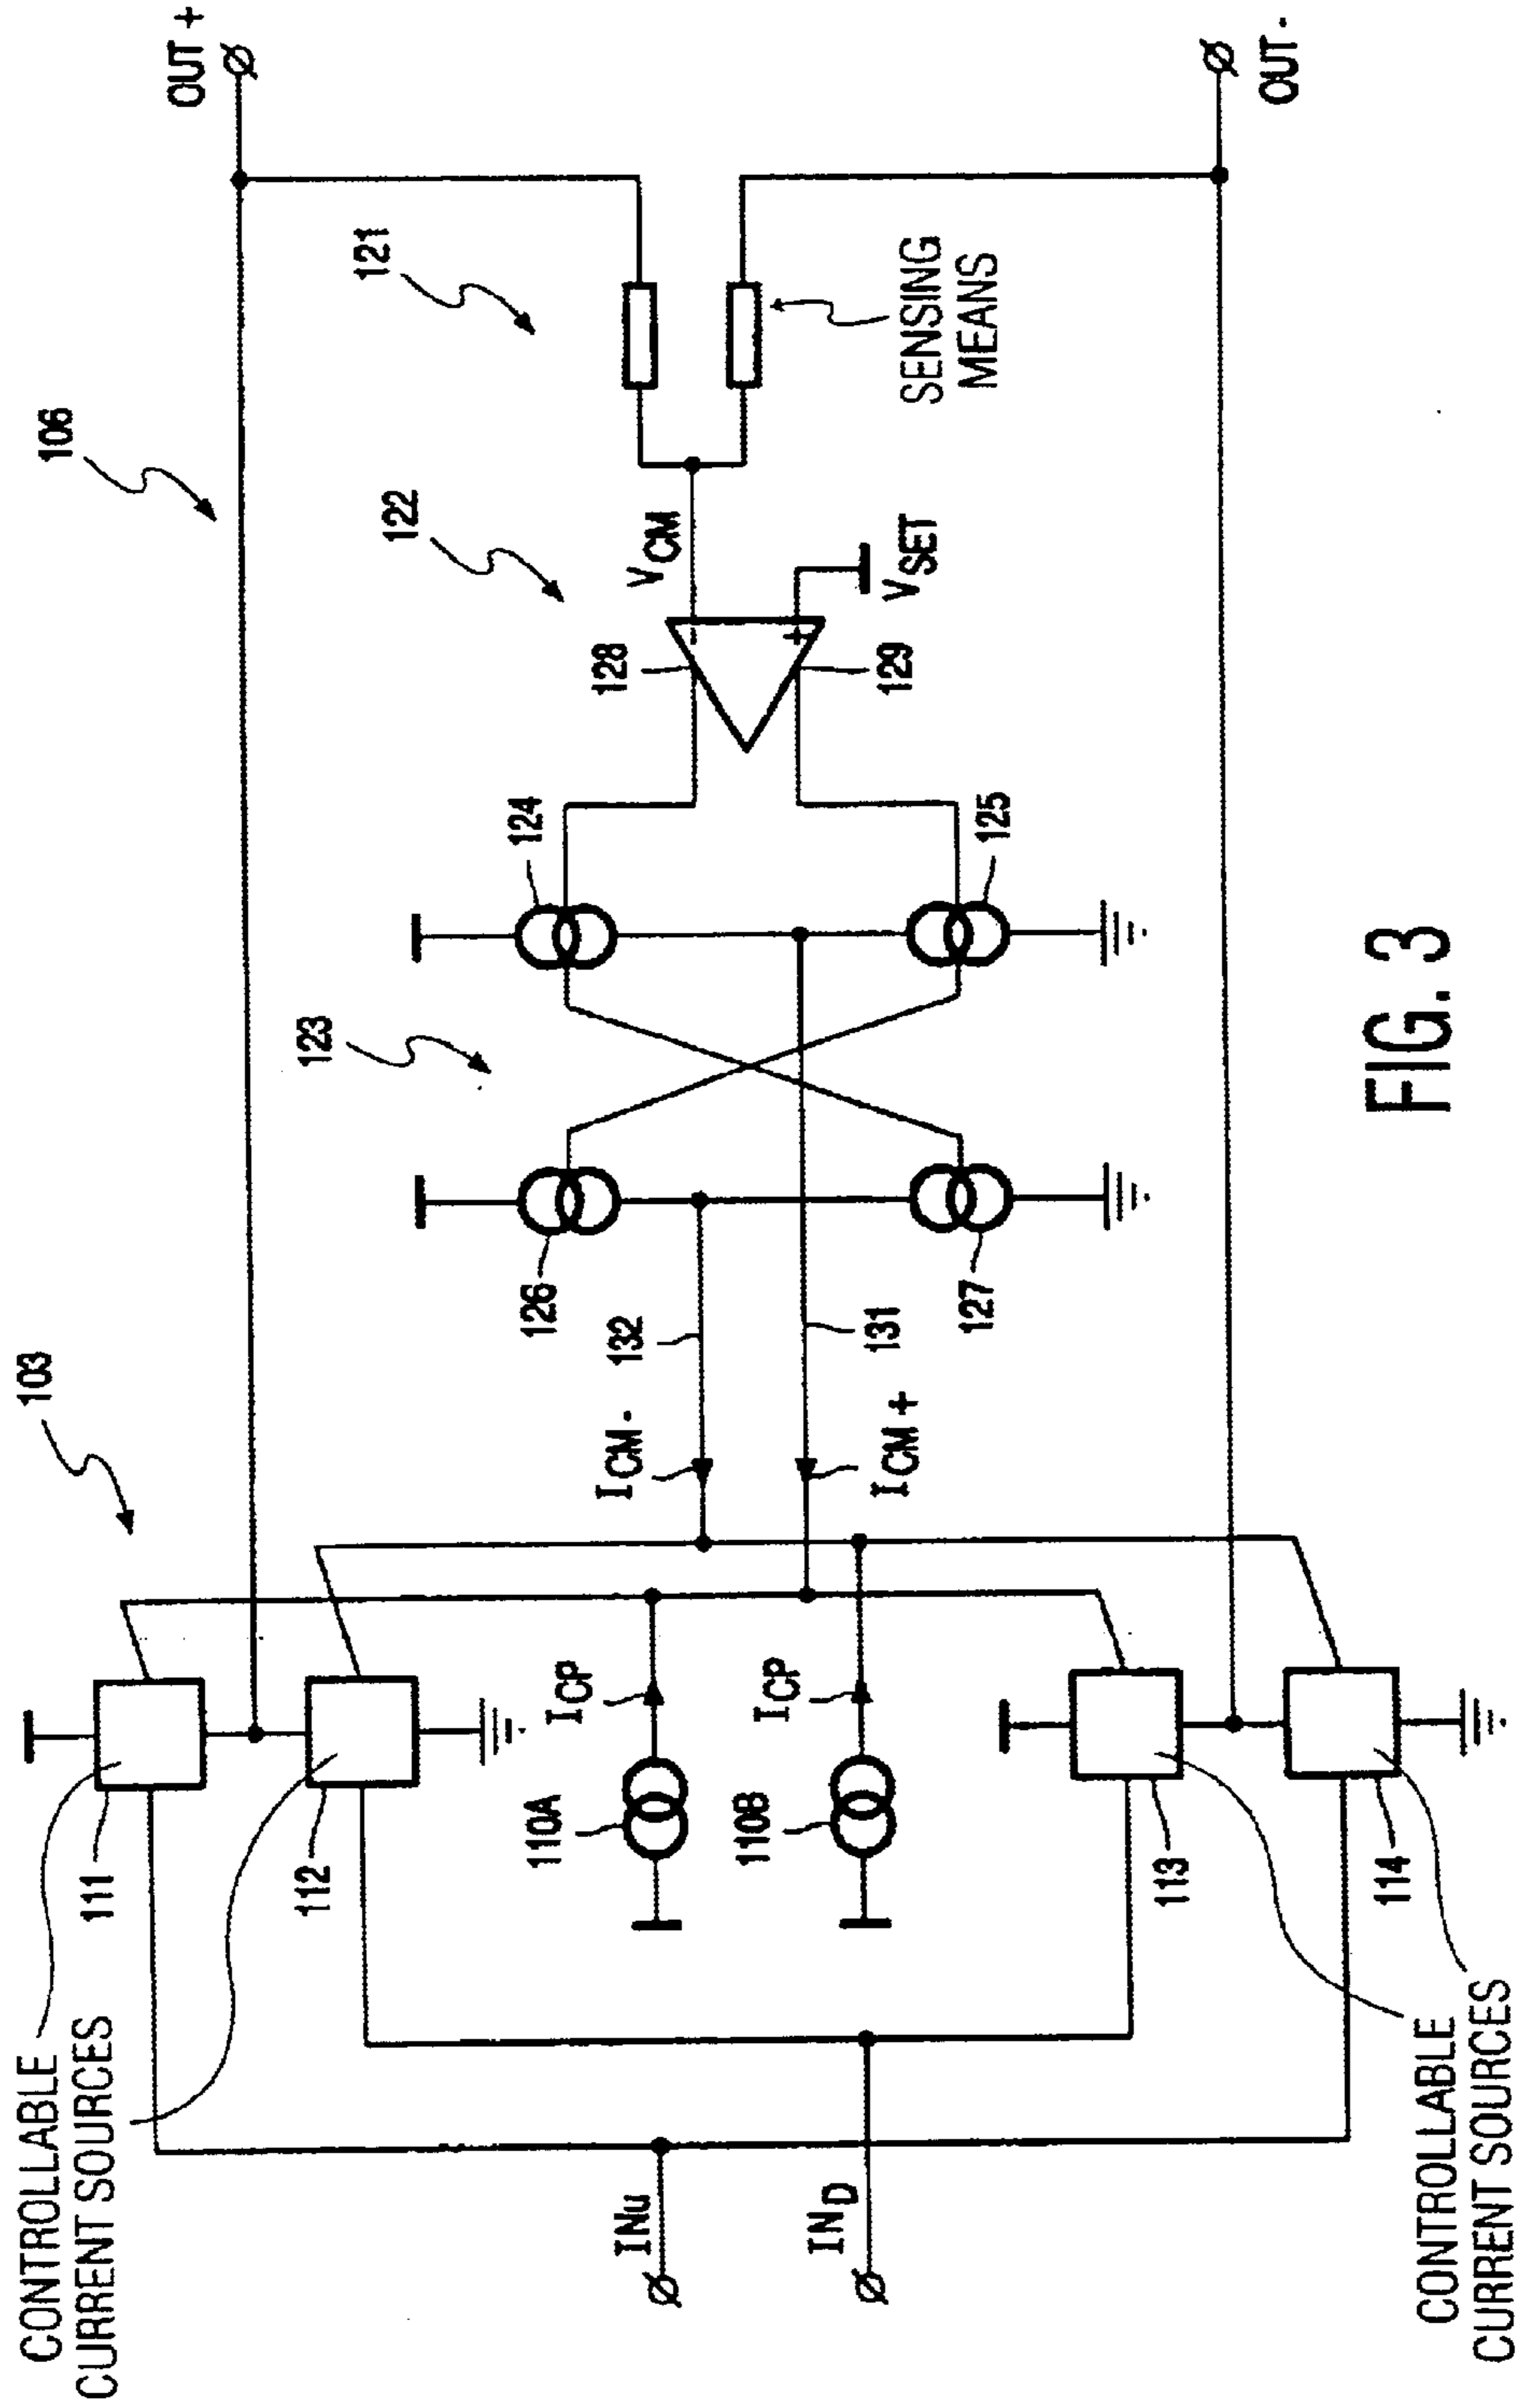 103
106
OUT +
CONTROLLABLE
CURRENT SOURCES
111
112
121
122
123
124
125
126
127
128
129
VCM
VSET
SENSING
MEANS
132
131
ICM -
ICM +
ICP
ICP
110A
110B
INu
IND
113
114
CONTROLLABLE
CURRENT SOURCES
OUT -
FIG. 3